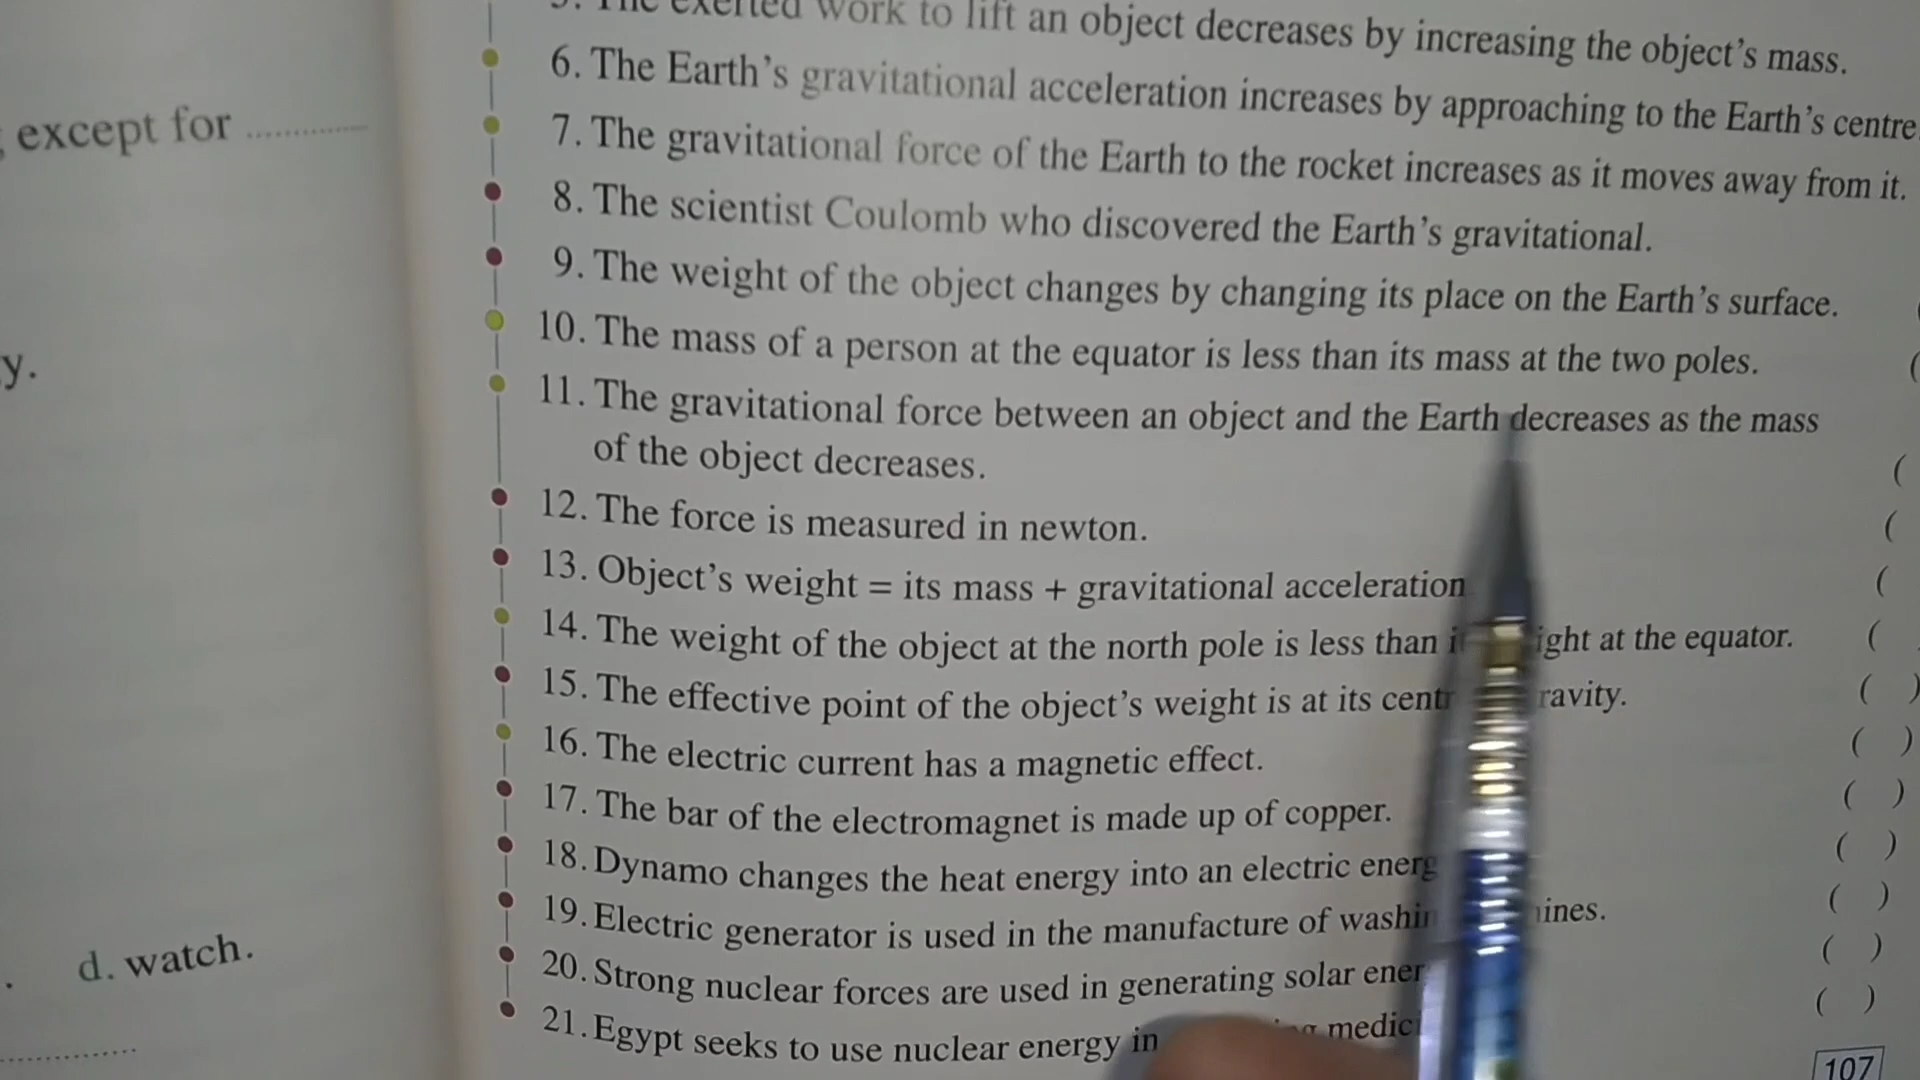 except for ............
y.
d. watch.
The exerted work to lift an object decreases by increasing the object's mass.
6. The Earth's gravitational acceleration increases by approaching to the Earth's centre
7. The gravitational force of the Earth to the rocket increases as it moves away from it.
8. The scientist Coulomb who discovered the Earth's gravitational.
9. The weight of the object changes by changing its place on the Earth's surface. (
10. The mass of a person at the equator is less than its mass at the two poles. (
11. The gravitational force between an object and the Earth decreases as the mass
of the object decreases. (
12. The force is measured in newton. (
13. Object's weight = its mass + gravitational acceleration (
14. The weight of the object at the north pole is less than ight at the equator. (
15. The effective point of the object's weight is at its centr ravity. ( )
16. The electric current has a magnetic effect. ( )
17. The bar of the electromagnet is made up of copper. ( )
18. Dynamo changes the heat energy into an electric energ ( )
19. Electric generator is used in the manufacture of washin ines. ( )
20. Strong nuclear forces are used in generating solar ener ( )
21. Egypt seeks to use nuclear energy in medici ( )
107